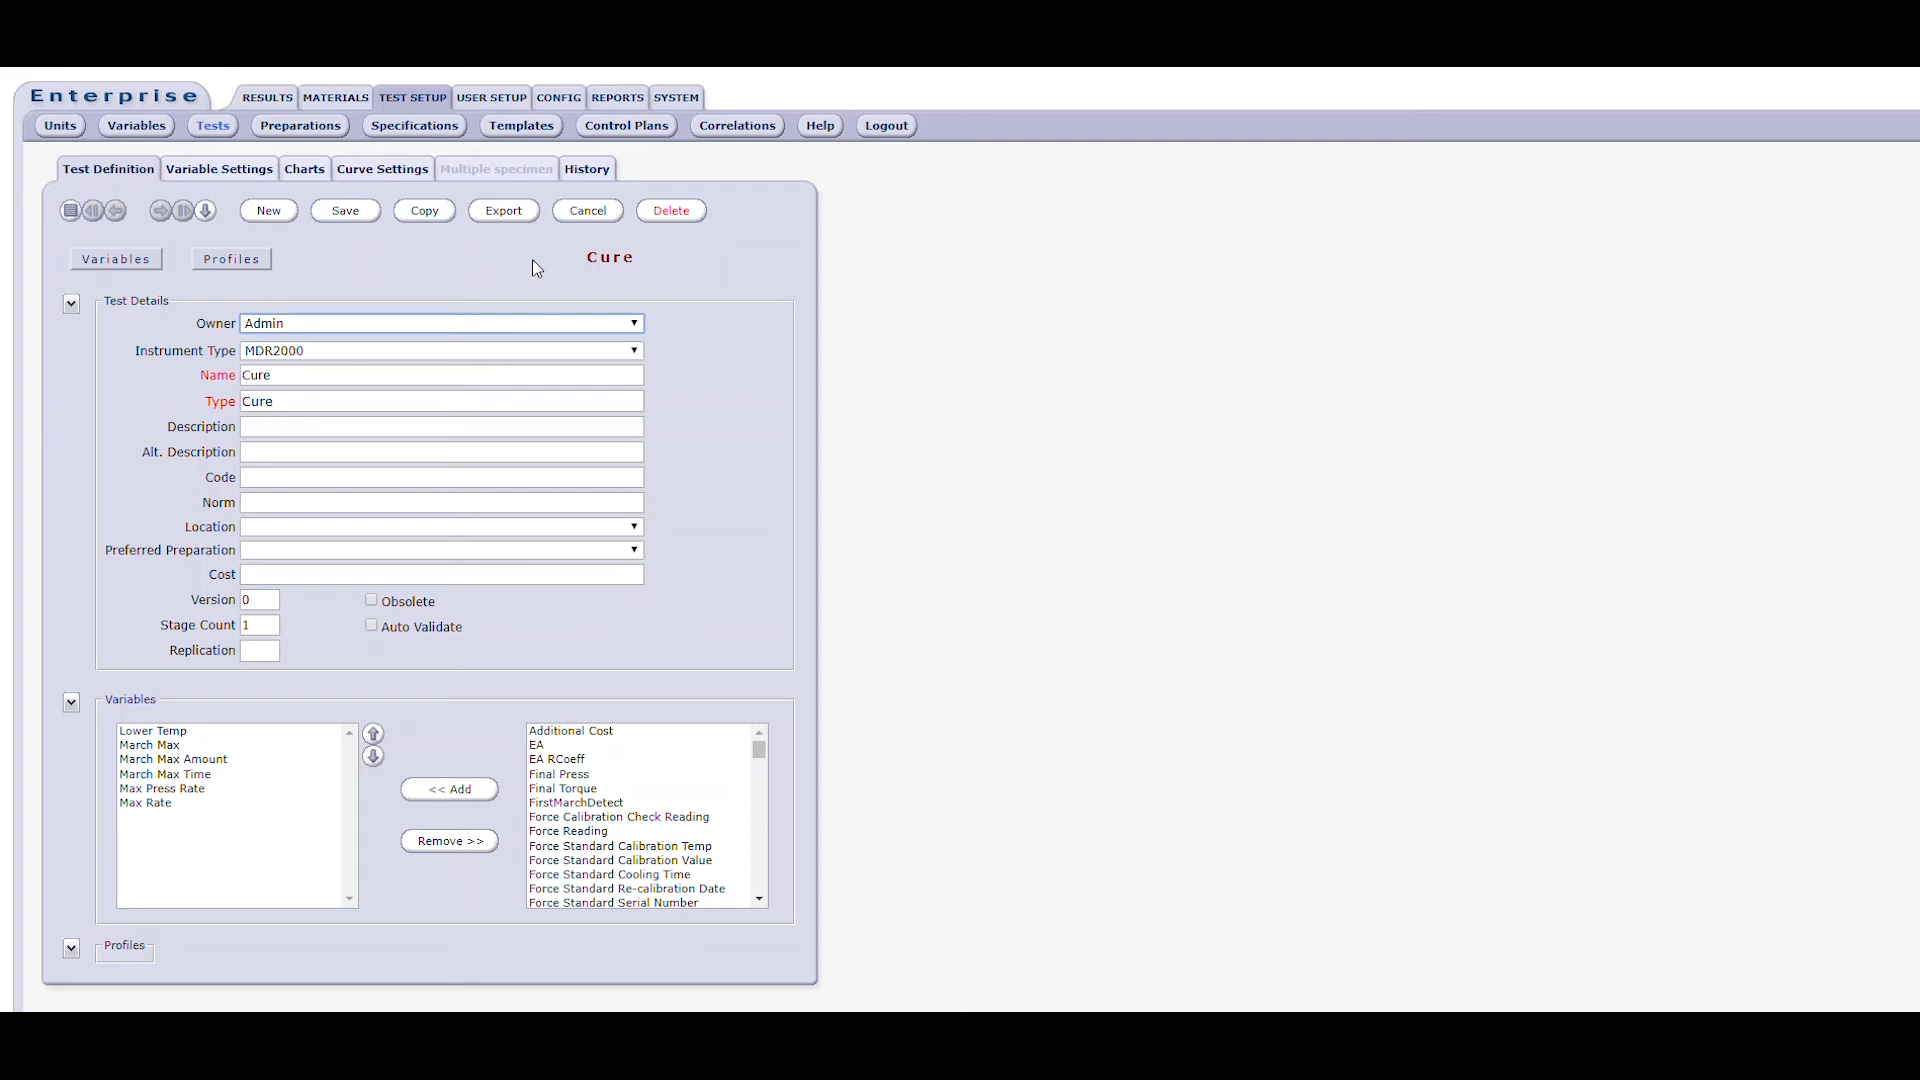 Enterprise
RESULTS MATERIALS TEST SETUP USER SETUP CONFIG REPORTS SYSTEM
Units Variables Tests Preparations Specifications Templates Control Plans Correlations Help Logout
Test Definition Variable Settings Charts Curve Settings Multiple specimen History
New Save Copy Export Cancel Delete
Variables Profiles Cure
Test Details
Owner Admin
Instrument Type MDR2000
Name Cure
Type Cure
Description
Alt. Description
Code
Norm
Location
Preferred Preparation
Cost
Version 0 Obsolete
Stage Count 1 Auto Validate
Replication
Variables
Lower Temp
March Max
March Max Amount
March Max Time
Max Press Rate
Max Rate
<< Add
Remove >>
Additional Cost
EA
EA RCoeff
Final Press
Final Torque
FirstMarchDetect
Force Calibration Check Reading
Force Reading
Force Standard Calibration Temp
Force Standard Calibration Value
Force Standard Cooling Time
Force Standard Re-calibration Date
Force Standard Serial Number
Profiles